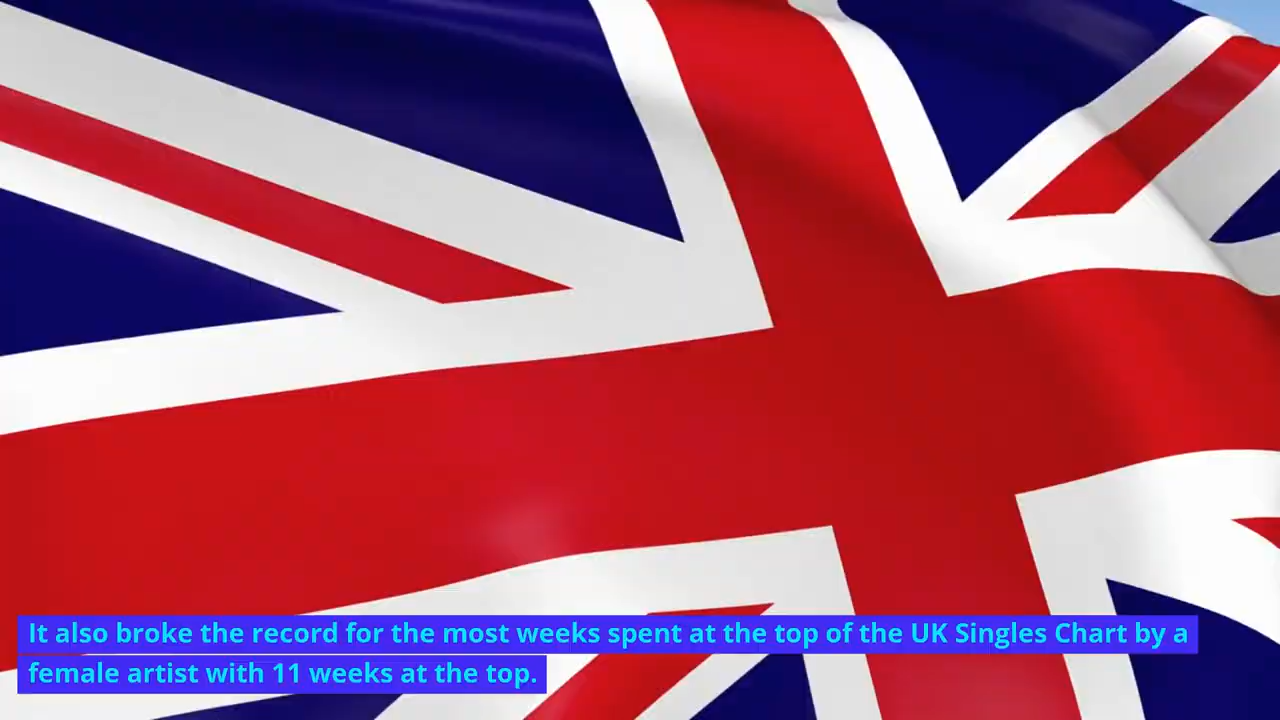 It also broke the record for the most weeks spent at the top of the UK Singles Chart by a
female artist with 11 weeks at the top.